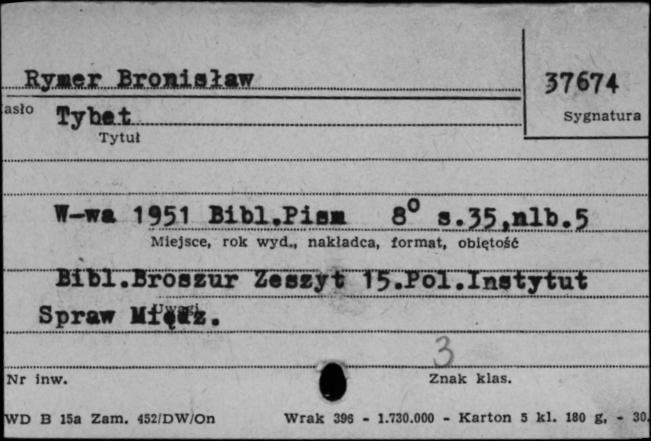 Rymer Bronisław
37674
asło Tybet
Sygnatura
Tytuł
W-wa 1951 Bibl.Pism 8° s.35,nlb.5
Miejsce, rok wyd., nakładca, format, objętość
Bibl.Broszur Zeszyt 15.Pol.Instytut
Uwagi
Spraw Międz.
3
Nr inw.
Znak klas.
WD B 15a Zam. 452/DW/On Wrak 396 - 1.730.000 - Karton 5 kl. 180 g, - 30.